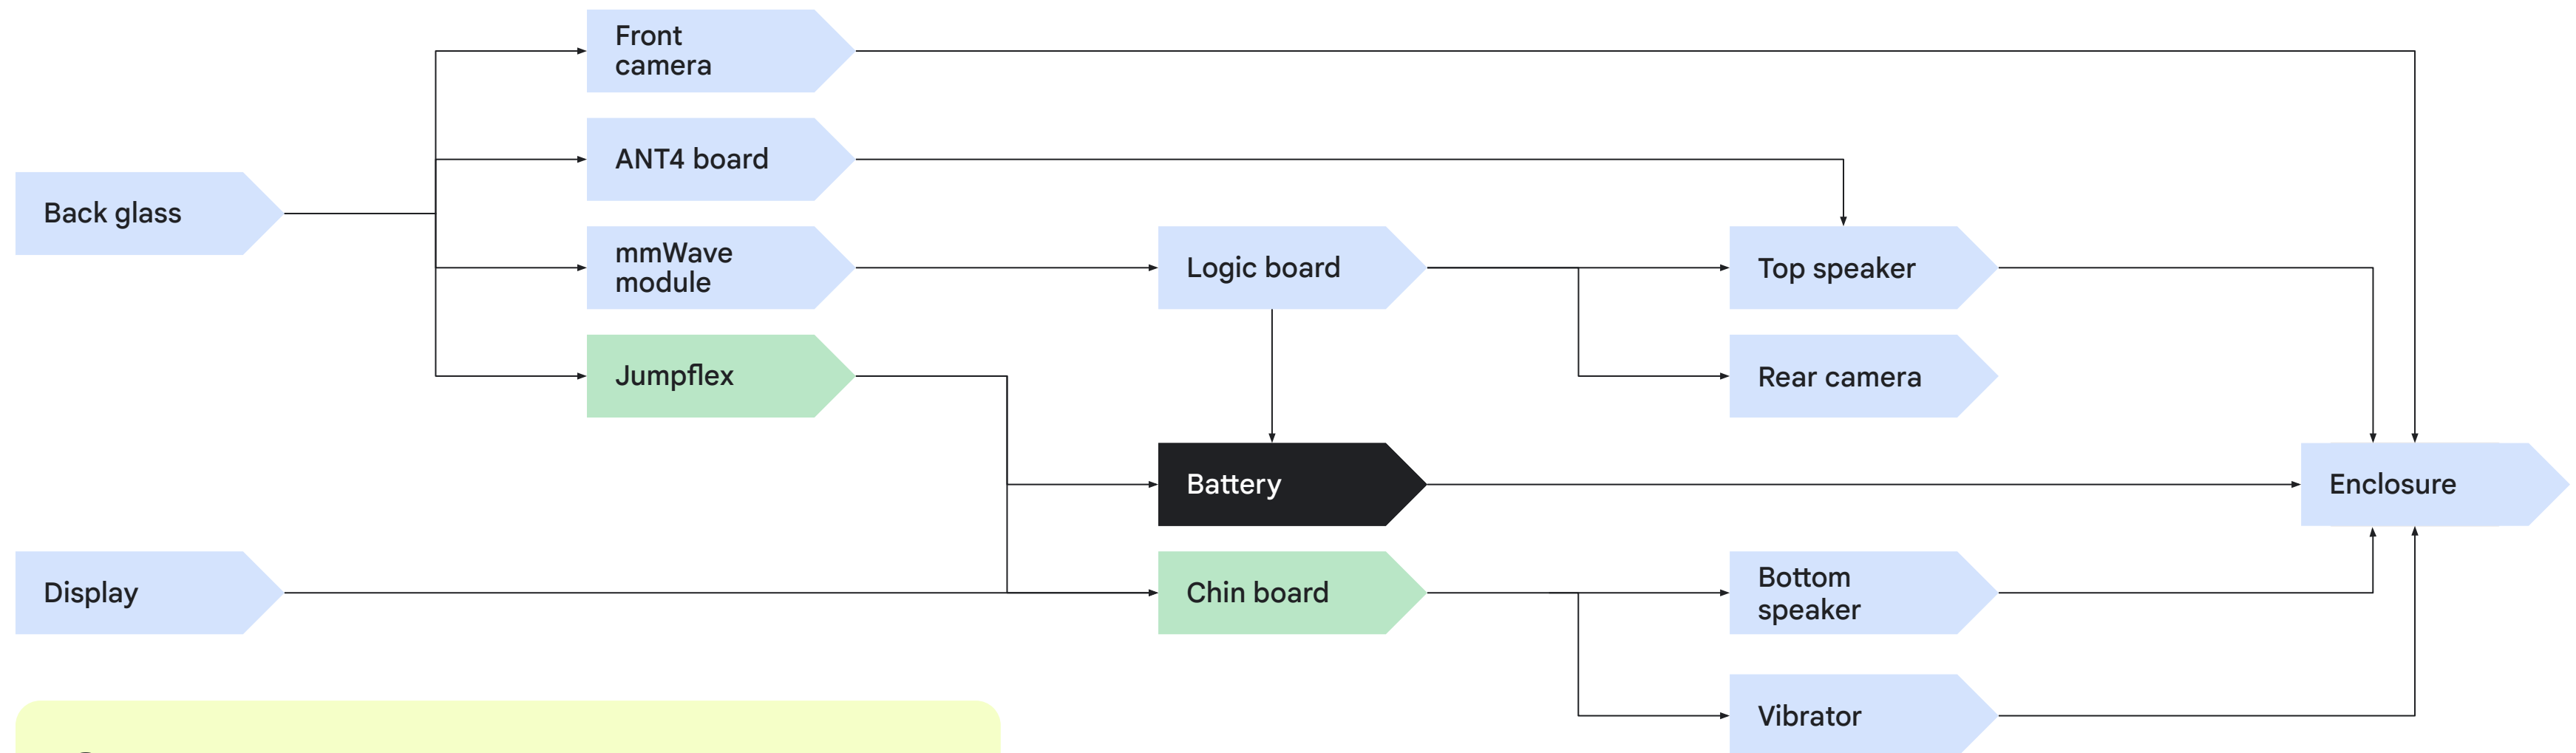 Front
camera
ANT4 board
Back glass
mmWave
module
Logic board
Top speaker
Jumpflex
Rear camera
Battery
Enclosure
Display
Chin board
Bottom
speaker
Vibrator